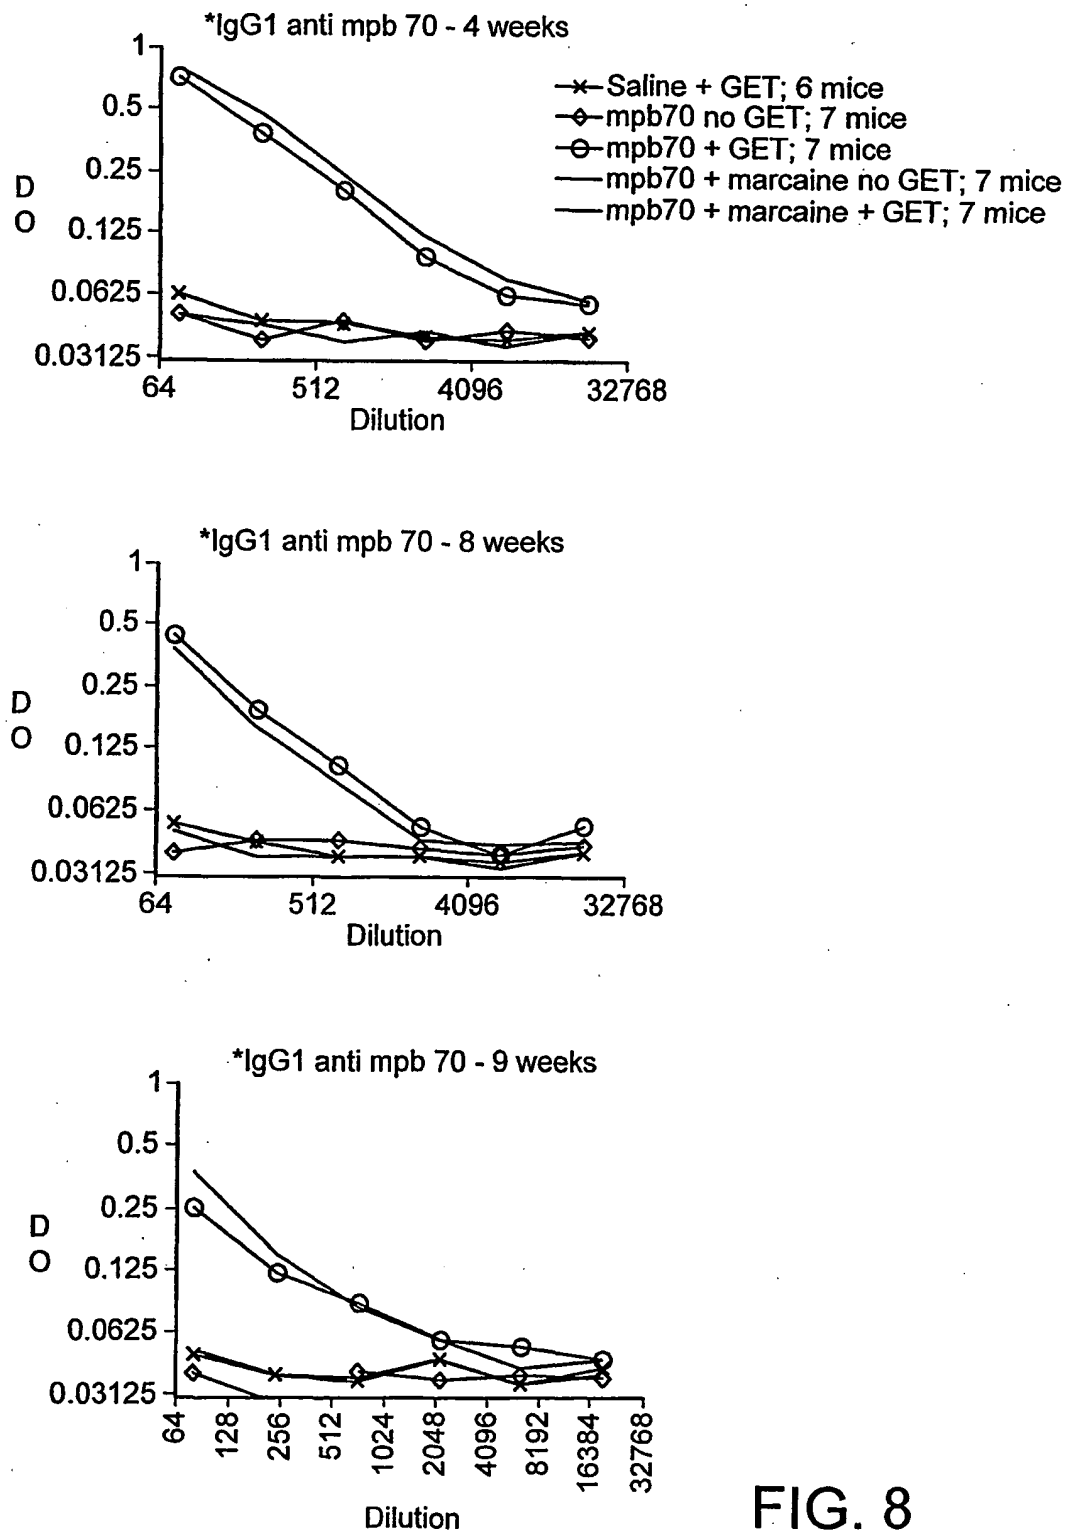 *IgG1 anti mpb 70 - 4 weeks
1
0.5
0.25
0.125
0.0625
0.03125
D
O
64 512 4096 32768
Dilution
Saline + GET; 6 mice
mpb70 no GET; 7 mice
mpb70 + GET; 7 mice
mpb70 + marcaine no GET; 7 mice
mpb70 + marcaine + GET; 7 mice
*IgG1 anti mpb 70 - 8 weeks
1
0.5
0.25
0.125
0.0625
0.03125
D
O
64 512 4096 32768
Dilution
*IgG1 anti mpb 70 - 9 weeks
1
0.5
0.25
0.125
0.0625
0.03125
D
O
64 128 256 512 1024 2048 4096 8192 16384 32768
Dilution
FIG. 8